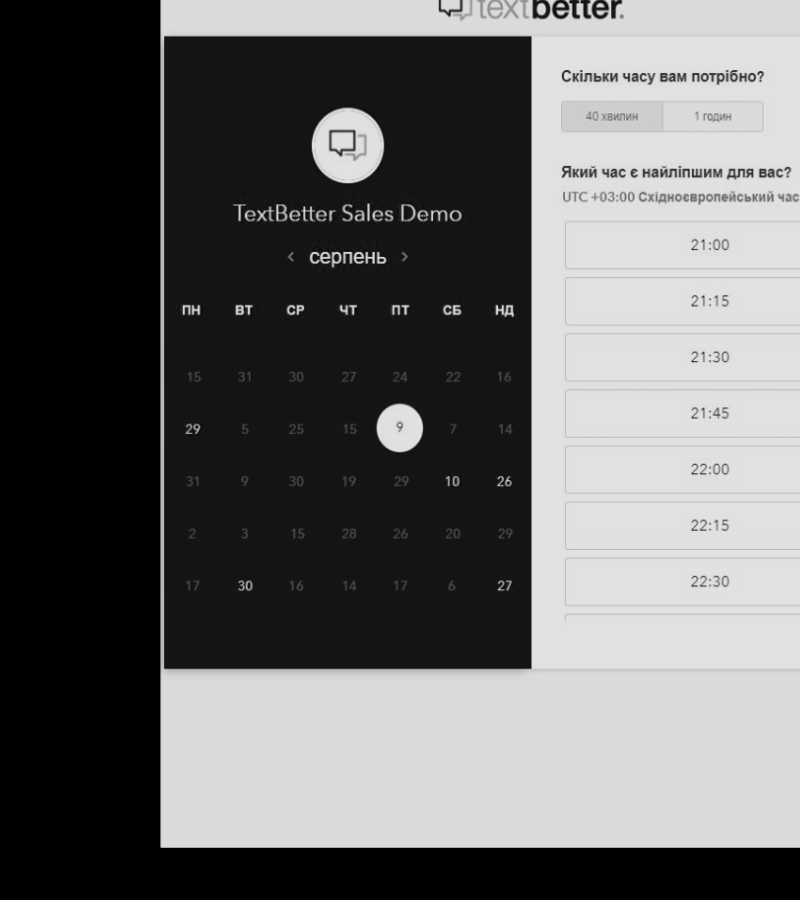 textbetter.
TextBetter Sales Demo
‹ серпень ›
ПН ВТ СР ЧТ ПТ СБ НД
15 31 30 27 24 22 16
29 5 25 15 9 7 14
31 9 30 19 29 10 26
2 3 15 28 26 20 29
17 30 16 14 17 6 27
Скільки часу вам потрібно?
40 хвилин 1 годин
Який час є найліпшим для вас?
UTC +03:00 Східноєвропейський час
21:00
21:15
21:30
21:45
22:00
22:15
22:30